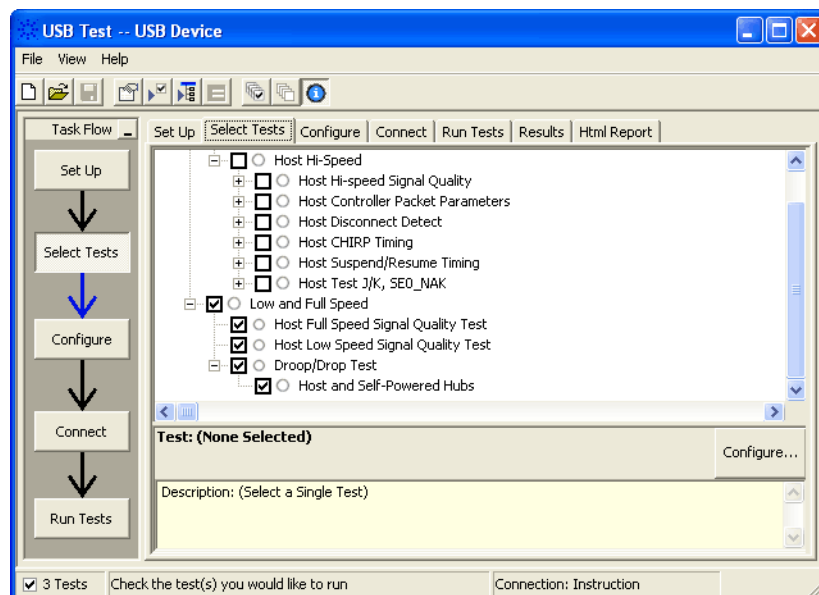 USB Test -- USB Device
File View Help
Task Flow
Set Up Select Tests Configure Connect Run Tests Results Html Report
Set Up
Select Tests
Configure
Connect
Run Tests
Host Hi-Speed
Host Hi-speed Signal Quality
Host Controller Packet Parameters
Host Disconnect Detect
Host CHIRP Timing
Host Suspend/Resume Timing
Host Test J/K, SE0_NAK
Low and Full Speed
Host Full Speed Signal Quality Test
Host Low Speed Signal Quality Test
Droop/Drop Test
Host and Self-Powered Hubs
Test: (None Selected)
Configure...
Description: (Select a Single Test)
3 Tests Check the test(s) you would like to run Connection: Instruction